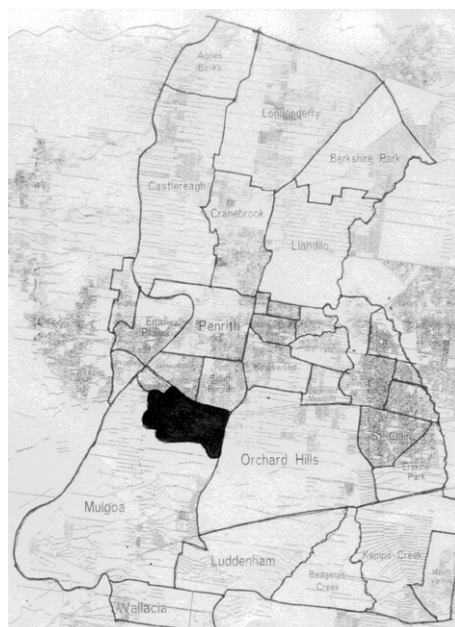 Agnes
Banks
Londonderry
Berkshire Park
Castlereagh
Cranebrook
Llandilo
Emu
Plains
Penrith
Kingswood
South
Penrith
St. Clair
Orchard Hills
Erskine
Park
Mulgoa
Luddenham
Kemps Creek
Badgerys
Creek
Wallacia